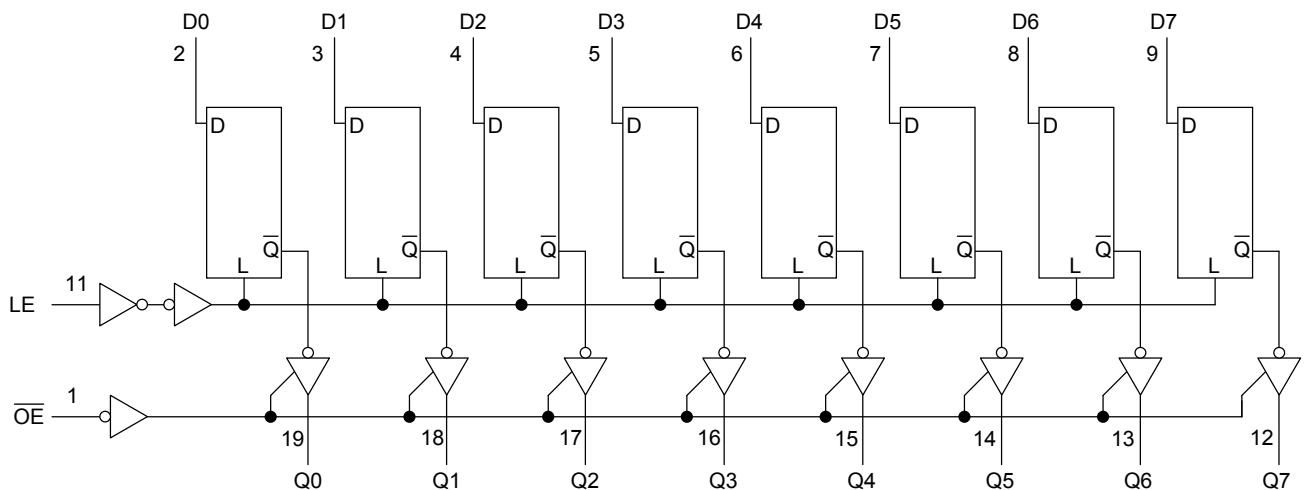 D0 D1 D2 D3 D4 D5 D6 D7
2 3 4 5 6 7 8 9
D D D D D D D D
Q̅ Q̅ Q̅ Q̅ Q̅ Q̅ Q̅ Q̅
L L L L L L L L
11
LE
1
O̅E̅
19 18 17 16 15 14 13 12
Q0 Q1 Q2 Q3 Q4 Q5 Q6 Q7